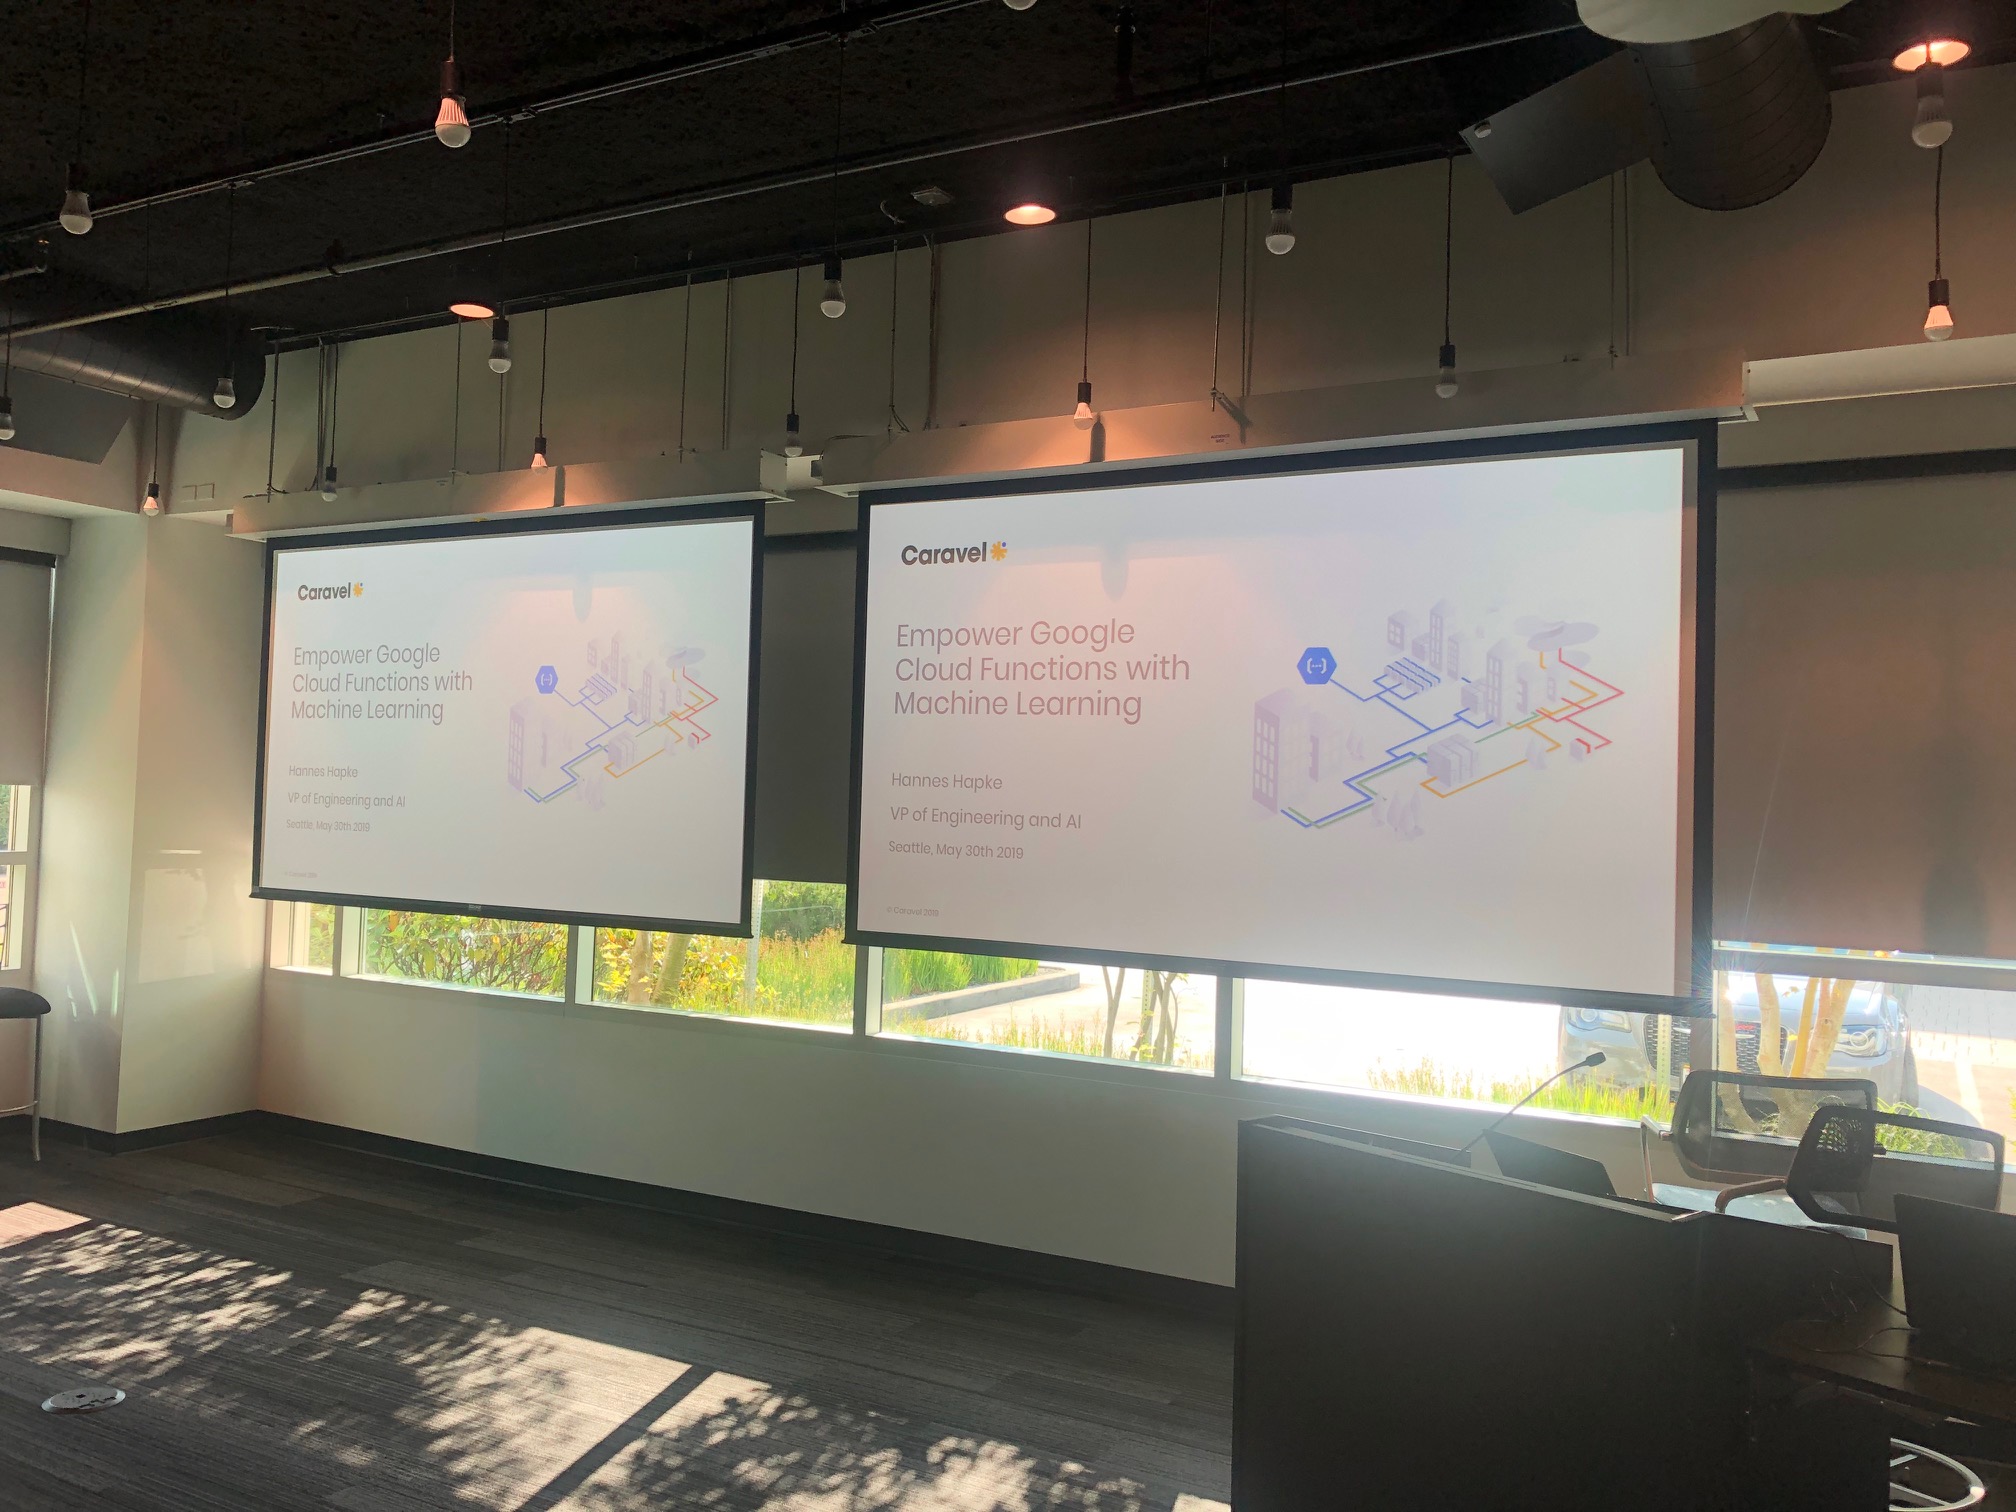 Caravel
Empower Google
Cloud Functions with
Machine Learning
Hannes Hapke
VP of Engineering and AI
Seattle, May 30th 2019
Caravel
Empower Google
Cloud Functions with
Machine Learning
Hannes Hapke
VP of Engineering and AI
Seattle, May 30th 2019
© Caravel 2019